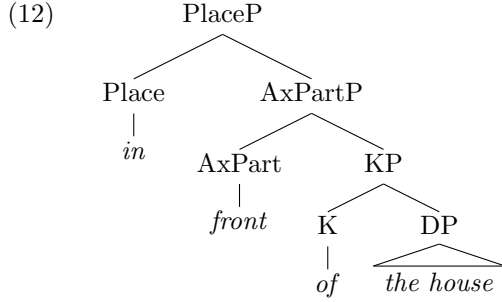 (12) PlaceP
Place AxPartP
in
AxPart KP
front
K DP
of the house